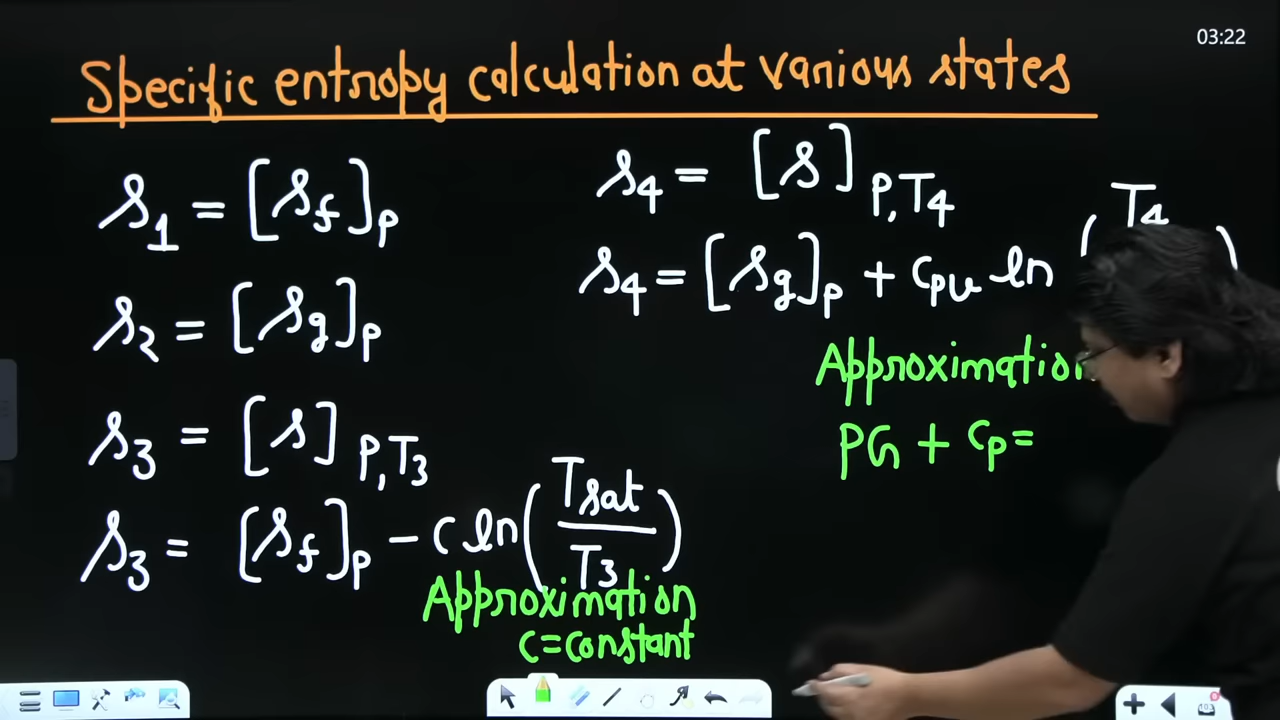 03:22
Specific entropy calculation at various states
s1 = [sf]p
s2 = [sg]p
s3 = [s]P,T3
s3 = [sf]p - c ln(Tsat/T3)
Approximation
c=constant
s4 = [s]P,T4
s4 = [sg]p + cpv ln(T4
Approximation
PG + cp=